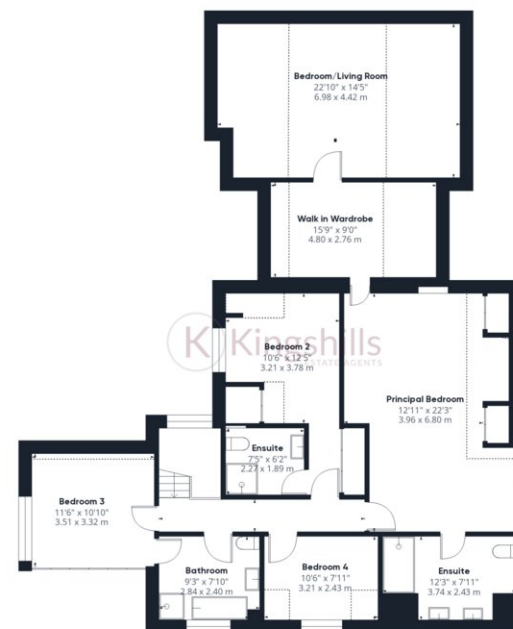 Bedroom/Living Room
22'10" x 14'5"
6.98 x 4.42 m
Walk in Wardrobe
15'9" x 9'0"
4.80 x 2.76 m
K Kingshills
ESTATE AGENTS
Bedroom 2
10'6" x 12'5"
3.21 x 3.78 m
Principal Bedroom
12'11" x 22'3"
3.96 x 6.80 m
Ensuite
7'5" x 6'2"
2.27 x 1.89 m
Bedroom 3
11'6" x 10'10"
3.51 x 3.32 m
Bathroom
9'3" x 7'10"
2.84 x 2.40 m
Bedroom 4
10'6" x 7'11"
3.21 x 2.43 m
Ensuite
12'3" x 7'11"
3.74 x 2.43 m